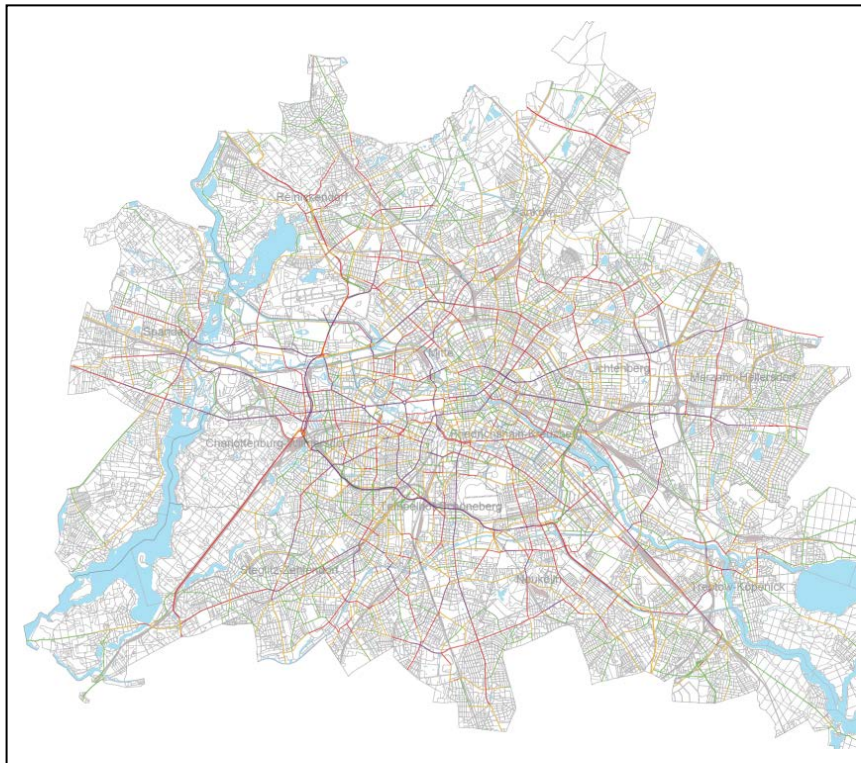 Reinickendorf
Pankow
Spandau
Mitte
Lichtenberg
Marzahn-Hellersdorf
Charlottenburg-Wilmersdorf
Friedrichshain-Kreuzberg
Tempelhof-Schöneberg
Steglitz-Zehlendorf
Neukölln
Treptow-Köpenick